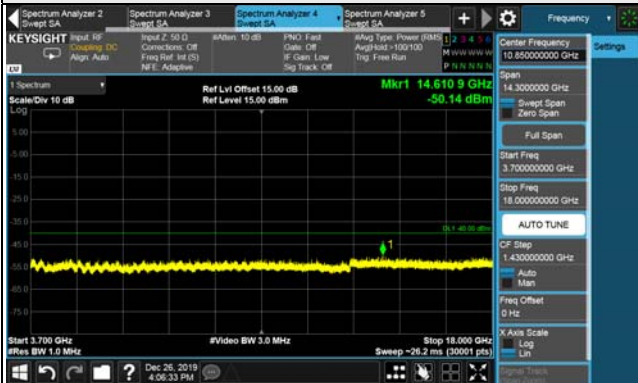 Spectrum Analyzer 2 Spectrum Analyzer 3 Spectrum Analyzer 4 Spectrum Analyzer 5
Swept SA Swept SA Swept SA Swept SA
Frequency
KEYSIGHT Input: RF Input Z: 50 Ω #Atten: 10 dB PNO: Fast #Avg Type: Power (RMS 1 2 3 4 5 6
Coupling: DC Corrections: Off Gate: Off Avg|Hold:>100/100 M W W W W W
Align: Auto Freq Ref: Int (S) IF Gain: Low Trig: Free Run P N N N N N
NFE: Adaptive Sig Track: Off
1 Spectrum
Ref Lvl Offset 15.00 dB Mkr1 14.610 9 GHz
Scale/Div 10 dB Ref Level 15.00 dBm -50.14 dBm
Log
5.00
-5.00
-15.0
-25.0
-35.0
DL1 -40.00 dBm
-45.0
1
-55.0
-65.0
-75.0
Start 3.700 GHz #Video BW 3.0 MHz Stop 18.000 GHz
#Res BW 1.0 MHz Sweep ~26.2 ms (30001 pts)
? Dec 26, 2019
4:06:33 PM
Center Frequency
10.850000000 GHz
Settings
Span
14.3000000 GHz
Swept Span
Zero Span
Full Span
Start Freq
3.700000000 GHz
Stop Freq
18.000000000 GHz
AUTO TUNE
CF Step
1.430000000 GHz
Auto
Man
Freq Offset
0 Hz
X Axis Scale
Log
Lin
Signal Track